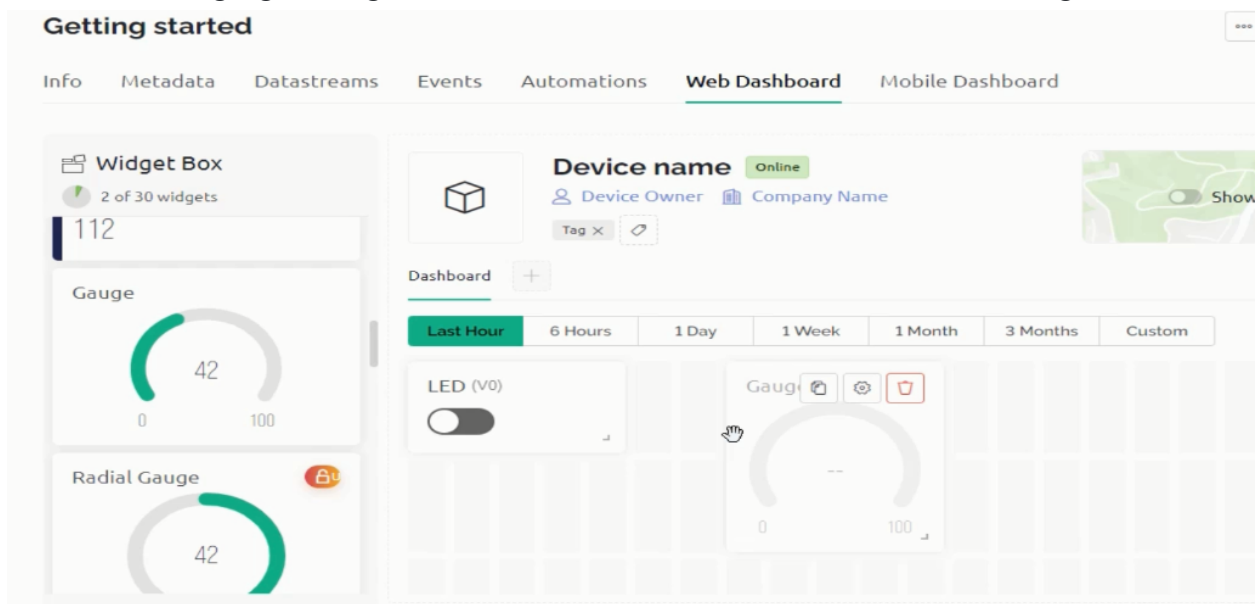 Getting started
Info Metadata Datastreams Events Automations Web Dashboard Mobile Dashboard
Widget Box
2 of 30 widgets
112
Gauge
42
0 100
Radial Gauge
42
Device name Online
Device Owner Company Name
Tag
Show
Dashboard
Last Hour 6 Hours 1 Day 1 Week 1 Month 3 Months Custom
LED (V0)
Gaug
--
0 100